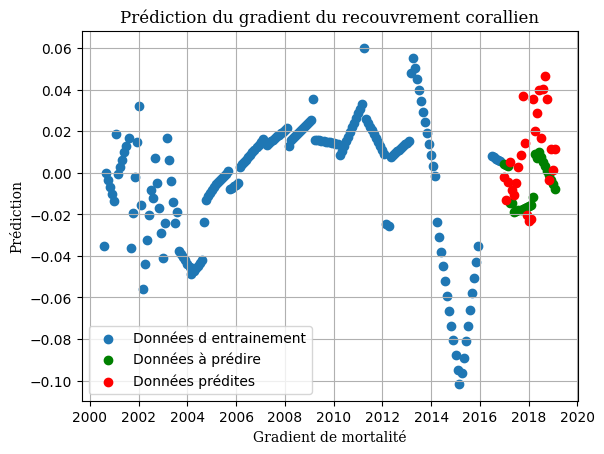 Prédiction du gradient du recouvrement corallien
Prédiction
0.06
0.04
0.02
0.00
−0.02
−0.04
−0.06
−0.08
−0.10
Données d entrainement
Données à prédire
Données prédites
2000 2002 2004 2006 2008 2010 2012 2014 2016 2018 2020
Gradient de mortalité